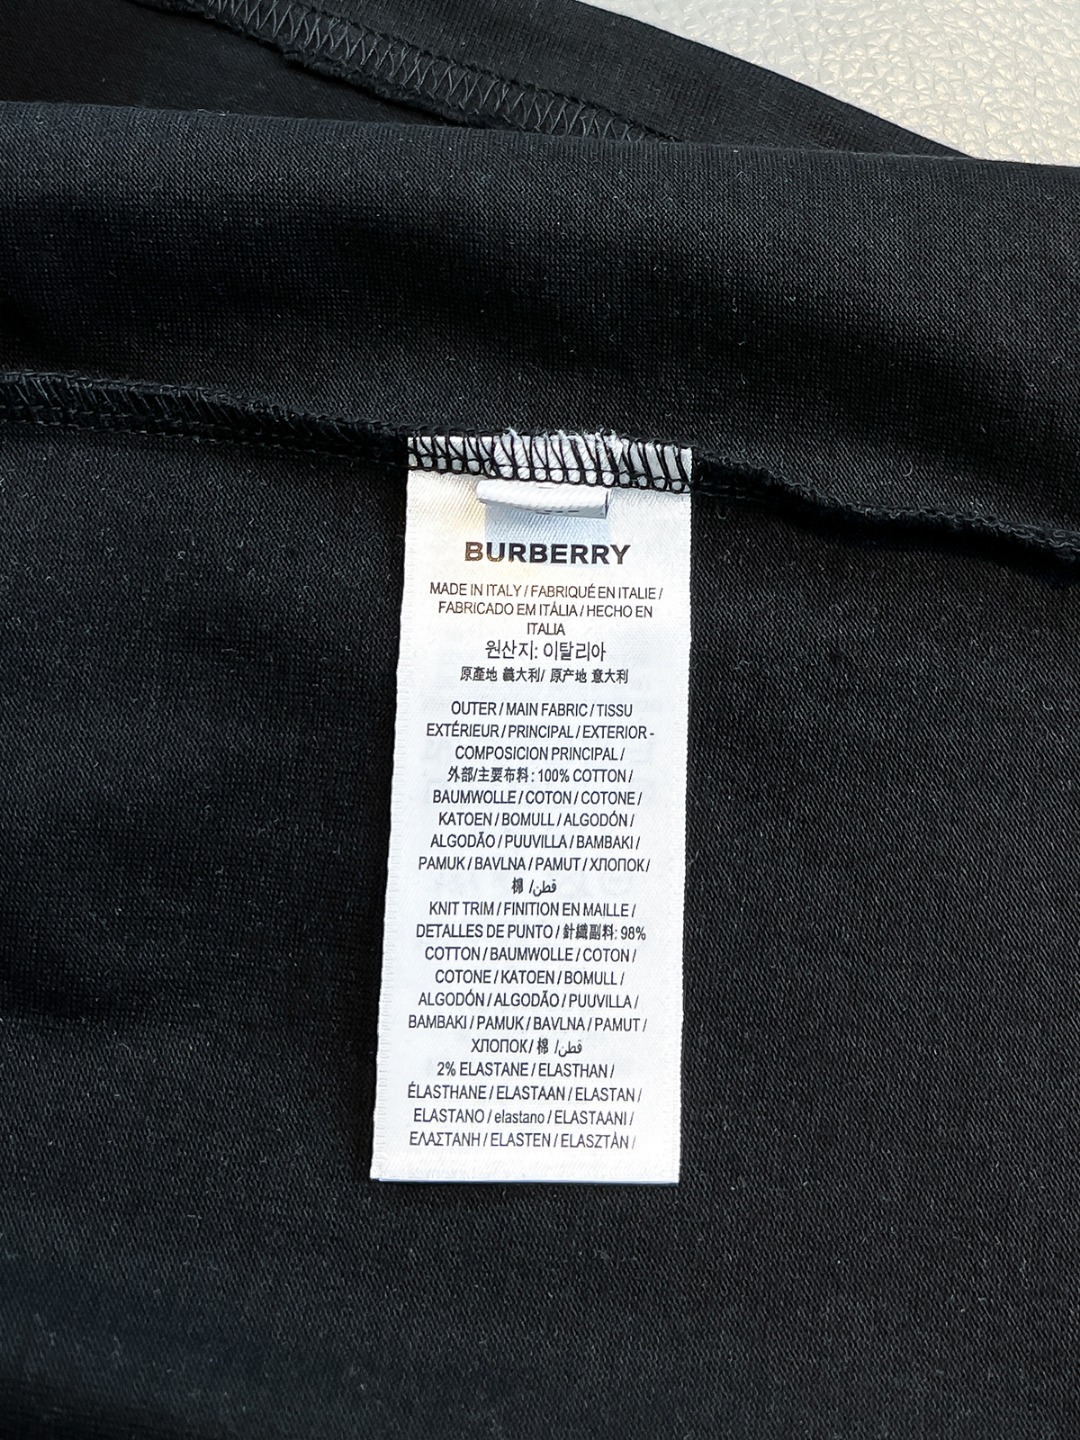 BURBERRY
MADE IN ITALY / FABRIQUÉ EN ITALIE /
FABRICADO EM ITÁLIA / HECHO EN
ITALIA
원산지: 이탈리아
原產地 義大利/ 原产地 意大利
OUTER / MAIN FABRIC / TISSU
EXTÉRIEUR / PRINCIPAL / EXTERIOR -
COMPOSICION PRINCIPAL /
外部/主要布料: 100% COTTON /
BAUMWOLLE / COTON / COTONE /
KATOEN / BOMULL / ALGODÓN /
ALGODÃO / PUUVILLA / BAMBAKI /
PAMUK / BAVLNA / PAMUT / ХЛОПОК /
棉 /قطن
KNIT TRIM / FINITION EN MAILLE /
DETALLES DE PUNTO / 針織副料: 98%
COTTON / BAUMWOLLE / COTON /
COTONE / KATOEN / BOMULL /
ALGODÓN / ALGODÃO / PUUVILLA /
BAMBAKI / PAMUK / BAVLNA / PAMUT /
ХЛОПОК/ 棉 /قطن
2% ELASTANE / ELASTHAN /
ÉLASTHANE / ELASTAAN / ELASTAN /
ELASTANO / elastano / ELASTAANI /
ΕΛΑΣΤΑΝΗ / ELASTEN / ELASZTÁN /